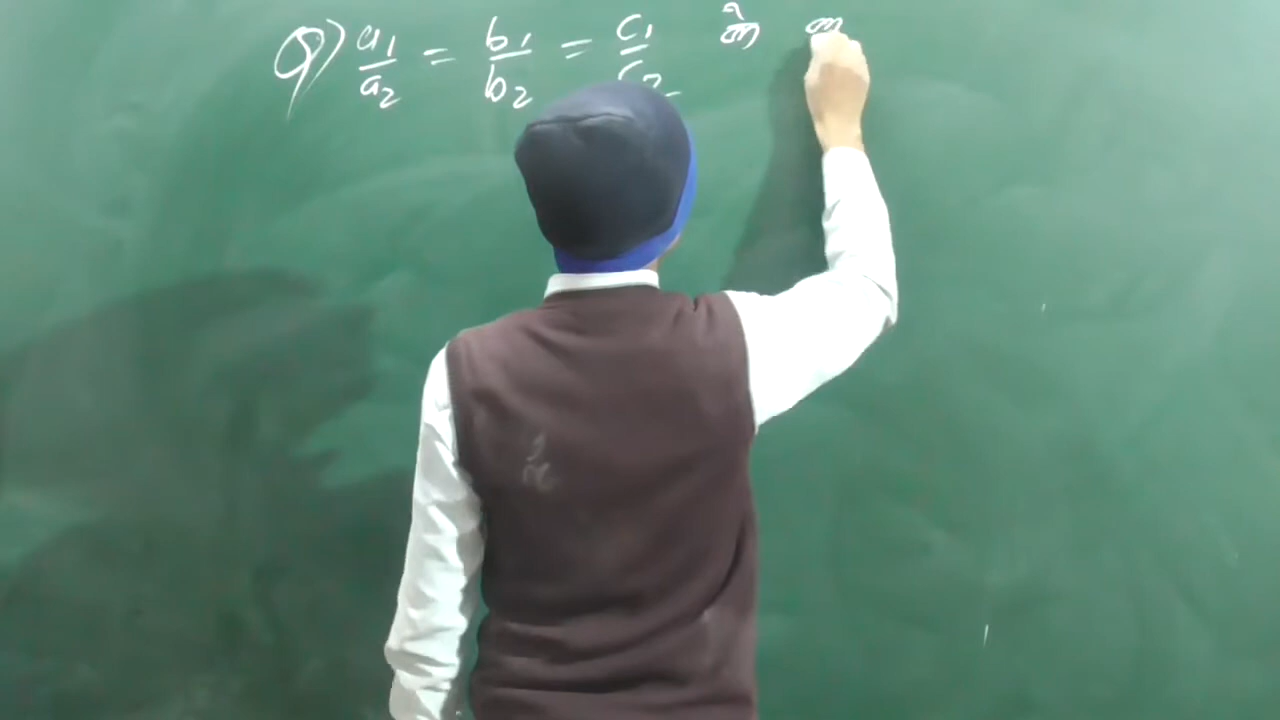 Q) a₁/a₂ = b₁/b₂ = c₁/c₂